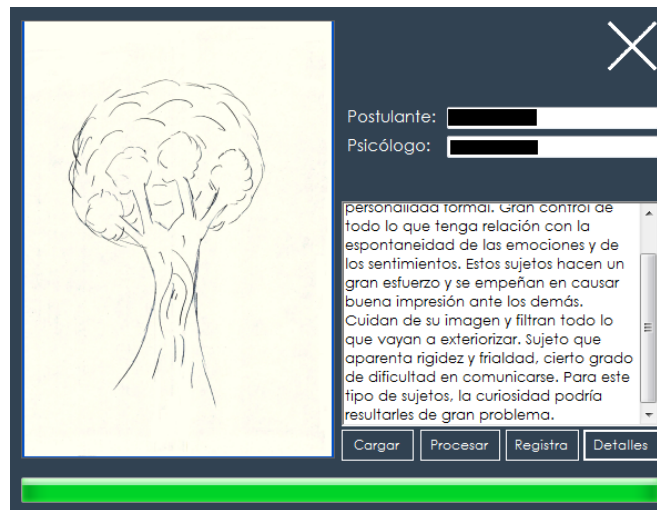 Postulante:
Psicólogo:
personalidad formal. Gran control de
todo lo que tenga relación con la
espontaneidad de las emociones y de
los sentimientos. Estos sujetos hacen un
gran esfuerzo y se empeñan en causar
buena impresión ante los demás.
Cuidan de su imagen y filtran todo lo
que vayan a exteriorizar. Sujeto que
aparenta rigidez y frialdad, cierto grado
de dificultad en comunicarse. Para este
tipo de sujetos, la curiosidad podría
resultarles de gran problema.
Cargar Procesar Registra Detalles